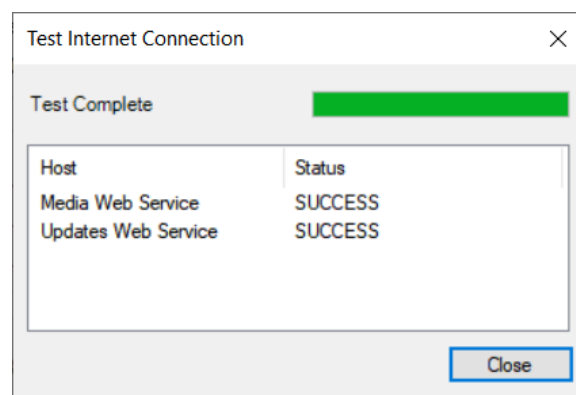 Test Internet Connection
Test Complete
Host Status
Media Web Service SUCCESS
Updates Web Service SUCCESS
Close